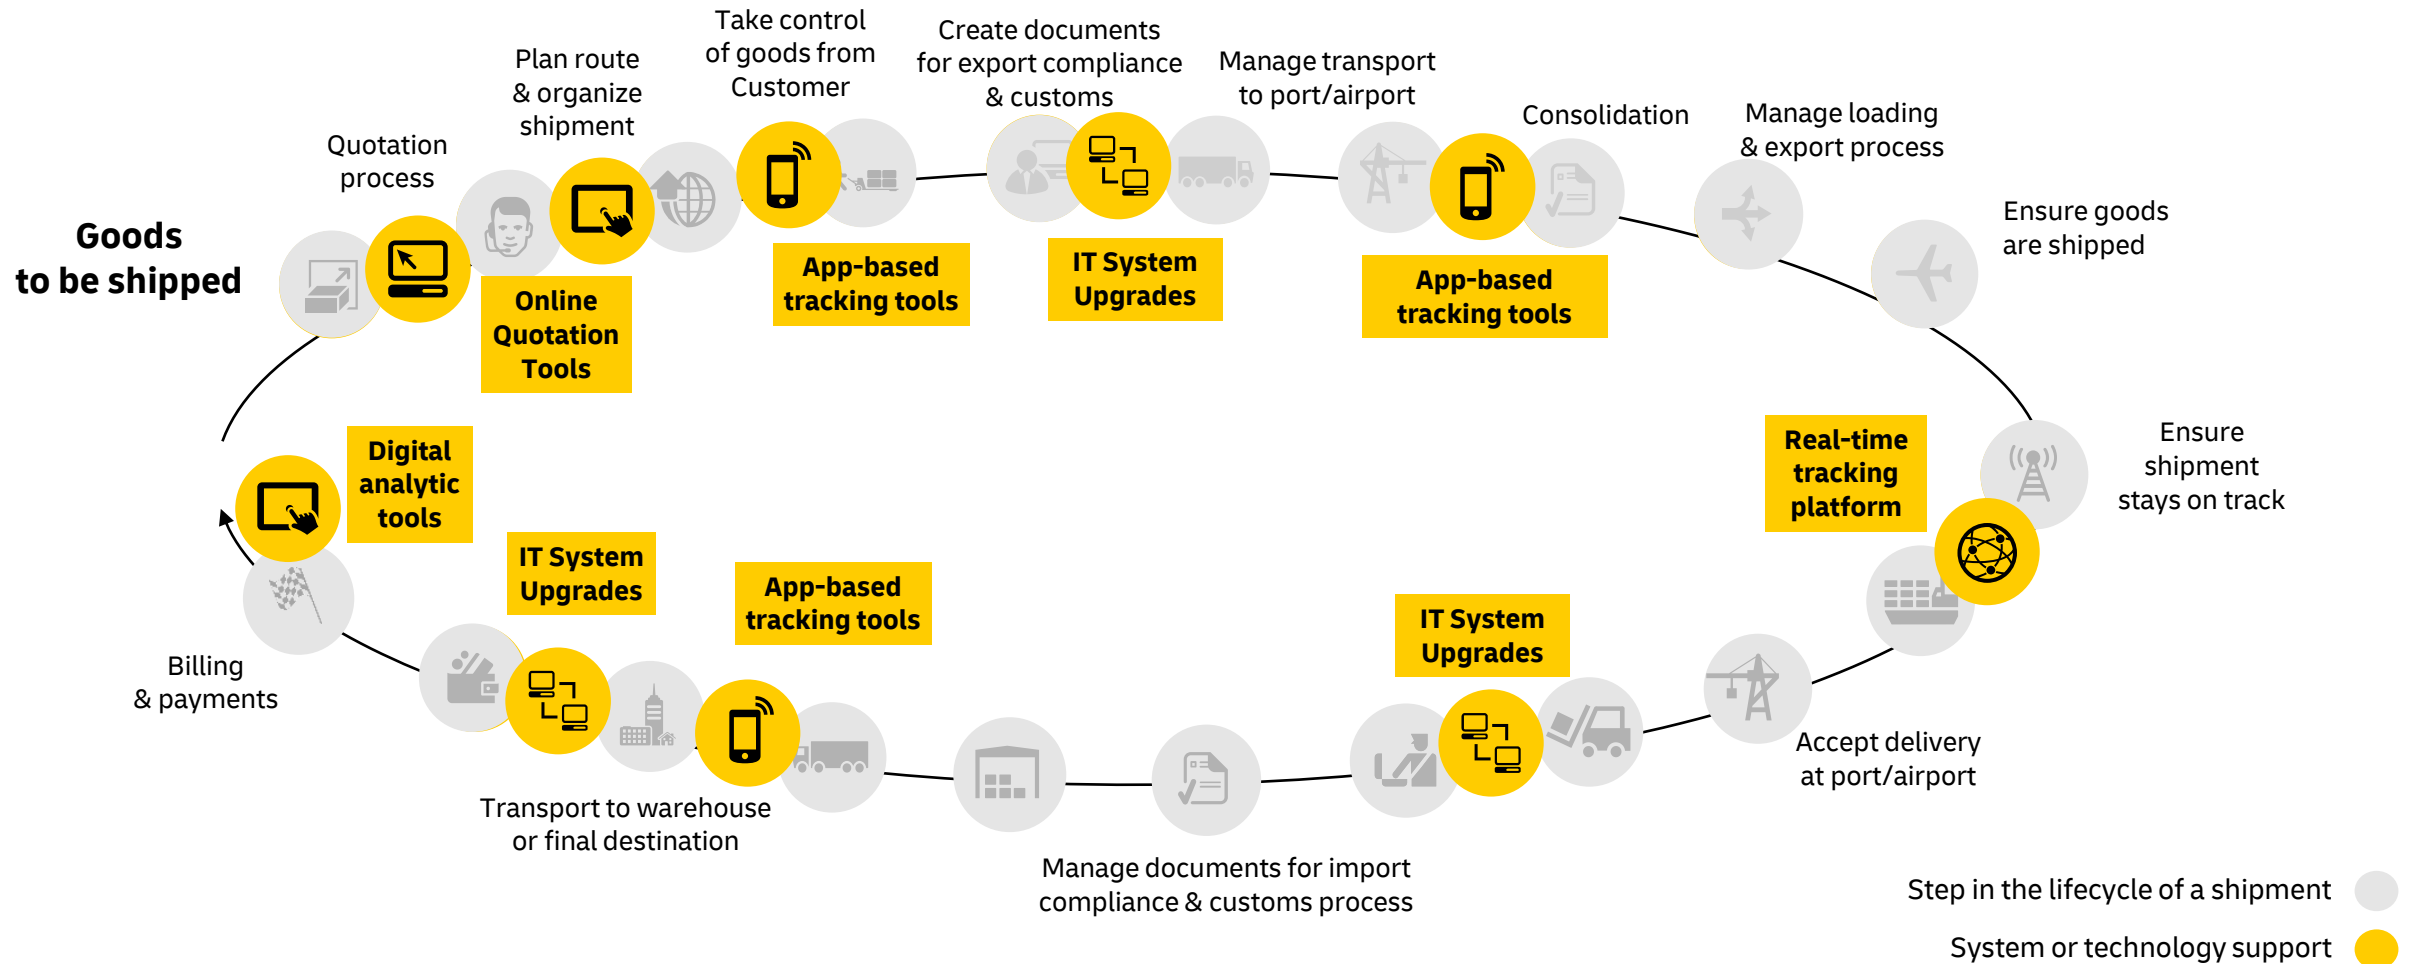 Goods
to be shipped
Quotation
process
Plan route
& organize
shipment
Take control
of goods from
Customer
Create documents
for export compliance
& customs
Manage transport
to port/airport
Consolidation
Manage loading
& export process
Ensure goods
are shipped
Online
Quotation
Tools
App-based
tracking tools
IT System
Upgrades
App-based
tracking tools
Real-time
tracking
platform
Ensure
shipment
stays on track
Digital
analytic
tools
IT System
Upgrades
App-based
tracking tools
IT System
Upgrades
Billing
& payments
Transport to warehouse
or final destination
Manage documents for import
compliance & customs process
Accept delivery
at port/airport
Step in the lifecycle of a shipment
System or technology support